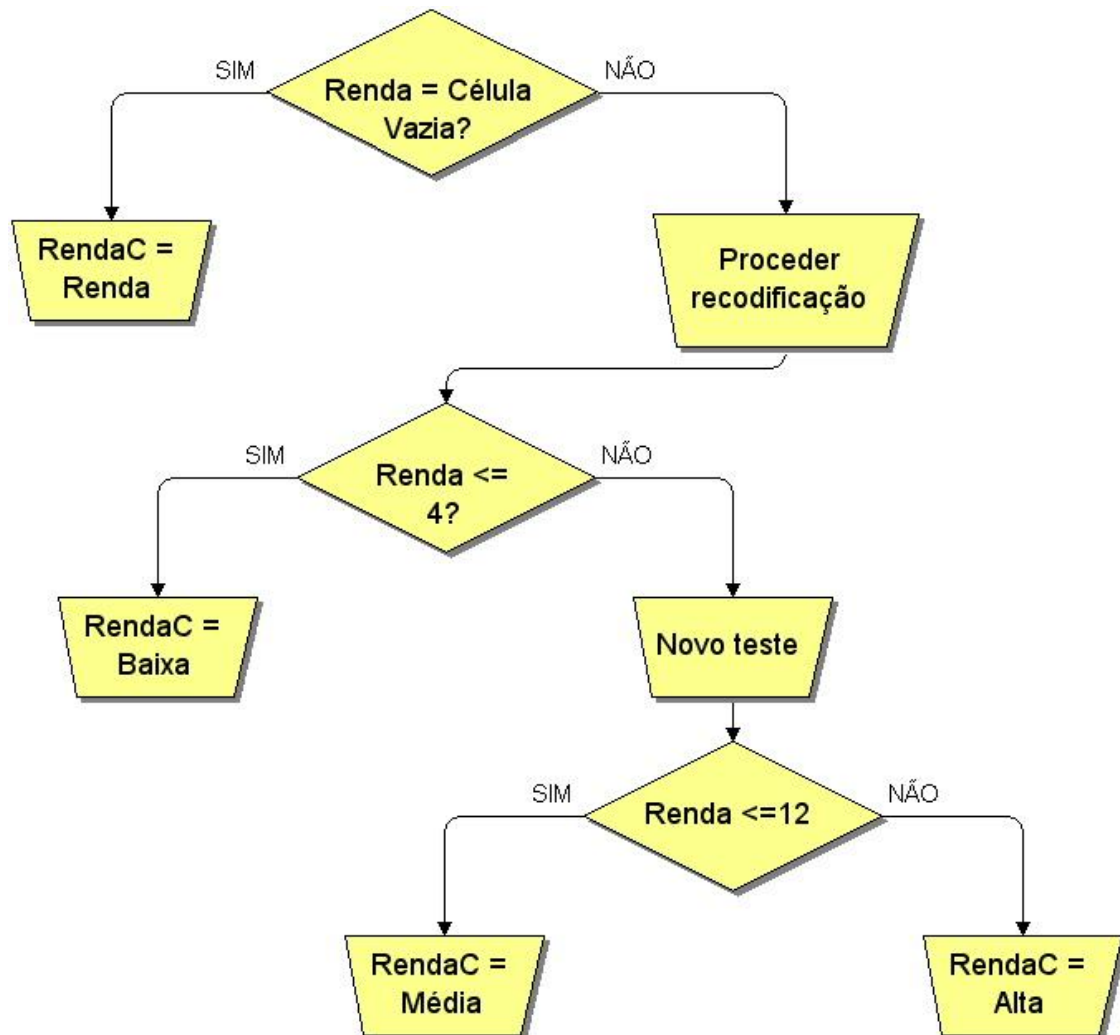 SIM
Renda = Célula
Vazia?
NÃO
RendaC =
Renda
Proceder
recodificação
SIM
Renda <=
4?
NÃO
RendaC =
Baixa
Novo teste
SIM
Renda <=12
NÃO
RendaC =
Média
RendaC =
Alta